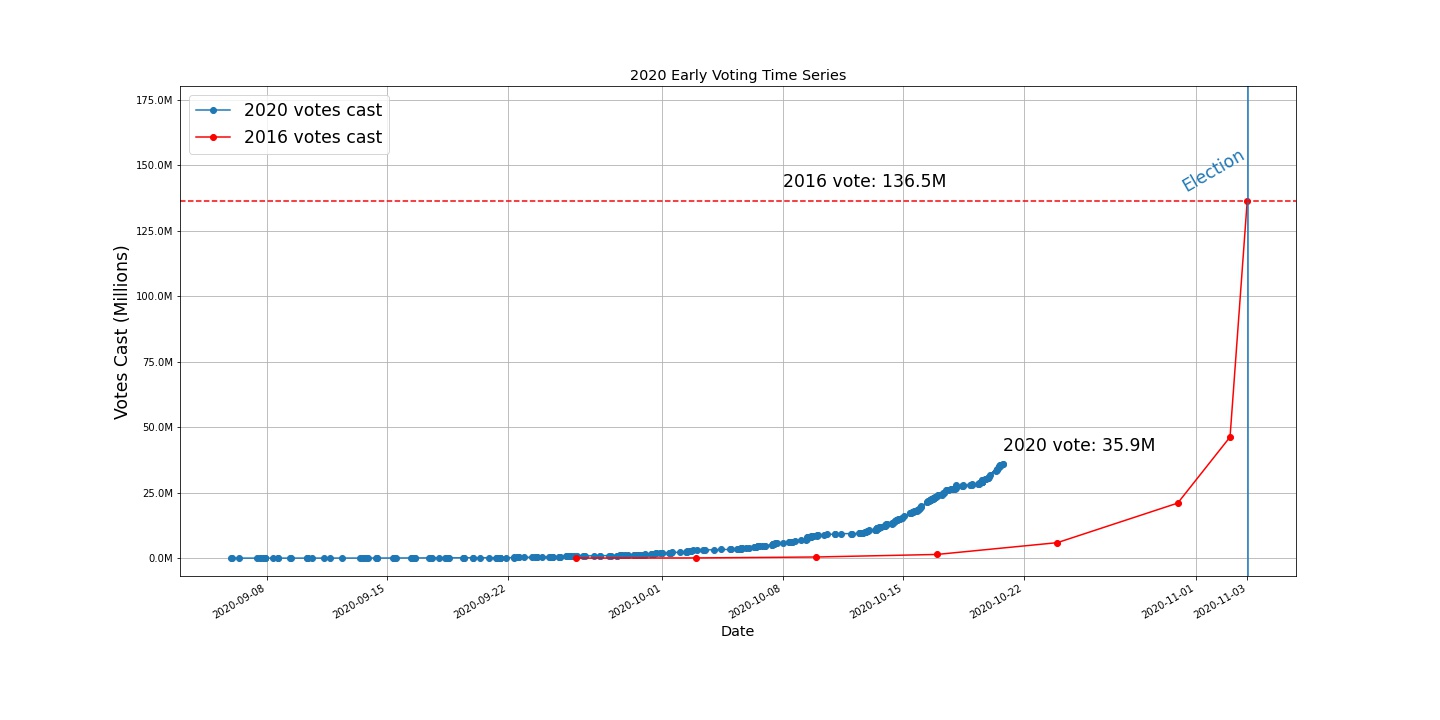 2020 Early Voting Time Series
2020 votes cast
2016 votes cast
175.0M
150.0M
125.0M
100.0M
75.0M
50.0M
25.0M
0.0M
Votes Cast (Millions)
2016 vote: 136.5M
Election
2020 vote: 35.9M
2020-09-08
2020-09-15
2020-09-22
2020-10-01
2020-10-08
2020-10-15
2020-10-22
2020-11-01
2020-11-03
Date